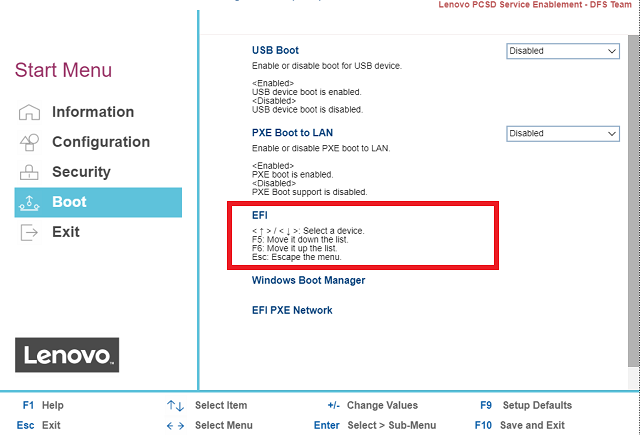 Lenovo PCSD Service Enablement - DFS Team
Start Menu
Information
Configuration
Security
Boot
Exit
Lenovo
USB Boot
Disabled
Enable or disable boot for USB device.
<Enabled>
USB device boot is enabled.
<Disabled>
USB device boot is disabled.
PXE Boot to LAN
Disabled
Enable or disable PXE boot to LAN.
<Enabled>
PXE boot is enabled.
<Disabled>
PXE Boot support is disabled.
EFI
< ↑ > / < ↓ >: Select a device.
F5: Move it down the list.
F6: Move it up the list.
Esc: Escape the menu.
Windows Boot Manager
EFI PXE Network
F1 Help ↑↓ Select Item +/- Change Values F9 Setup Defaults
Esc Exit ←→ Select Menu Enter Select > Sub-Menu F10 Save and Exit